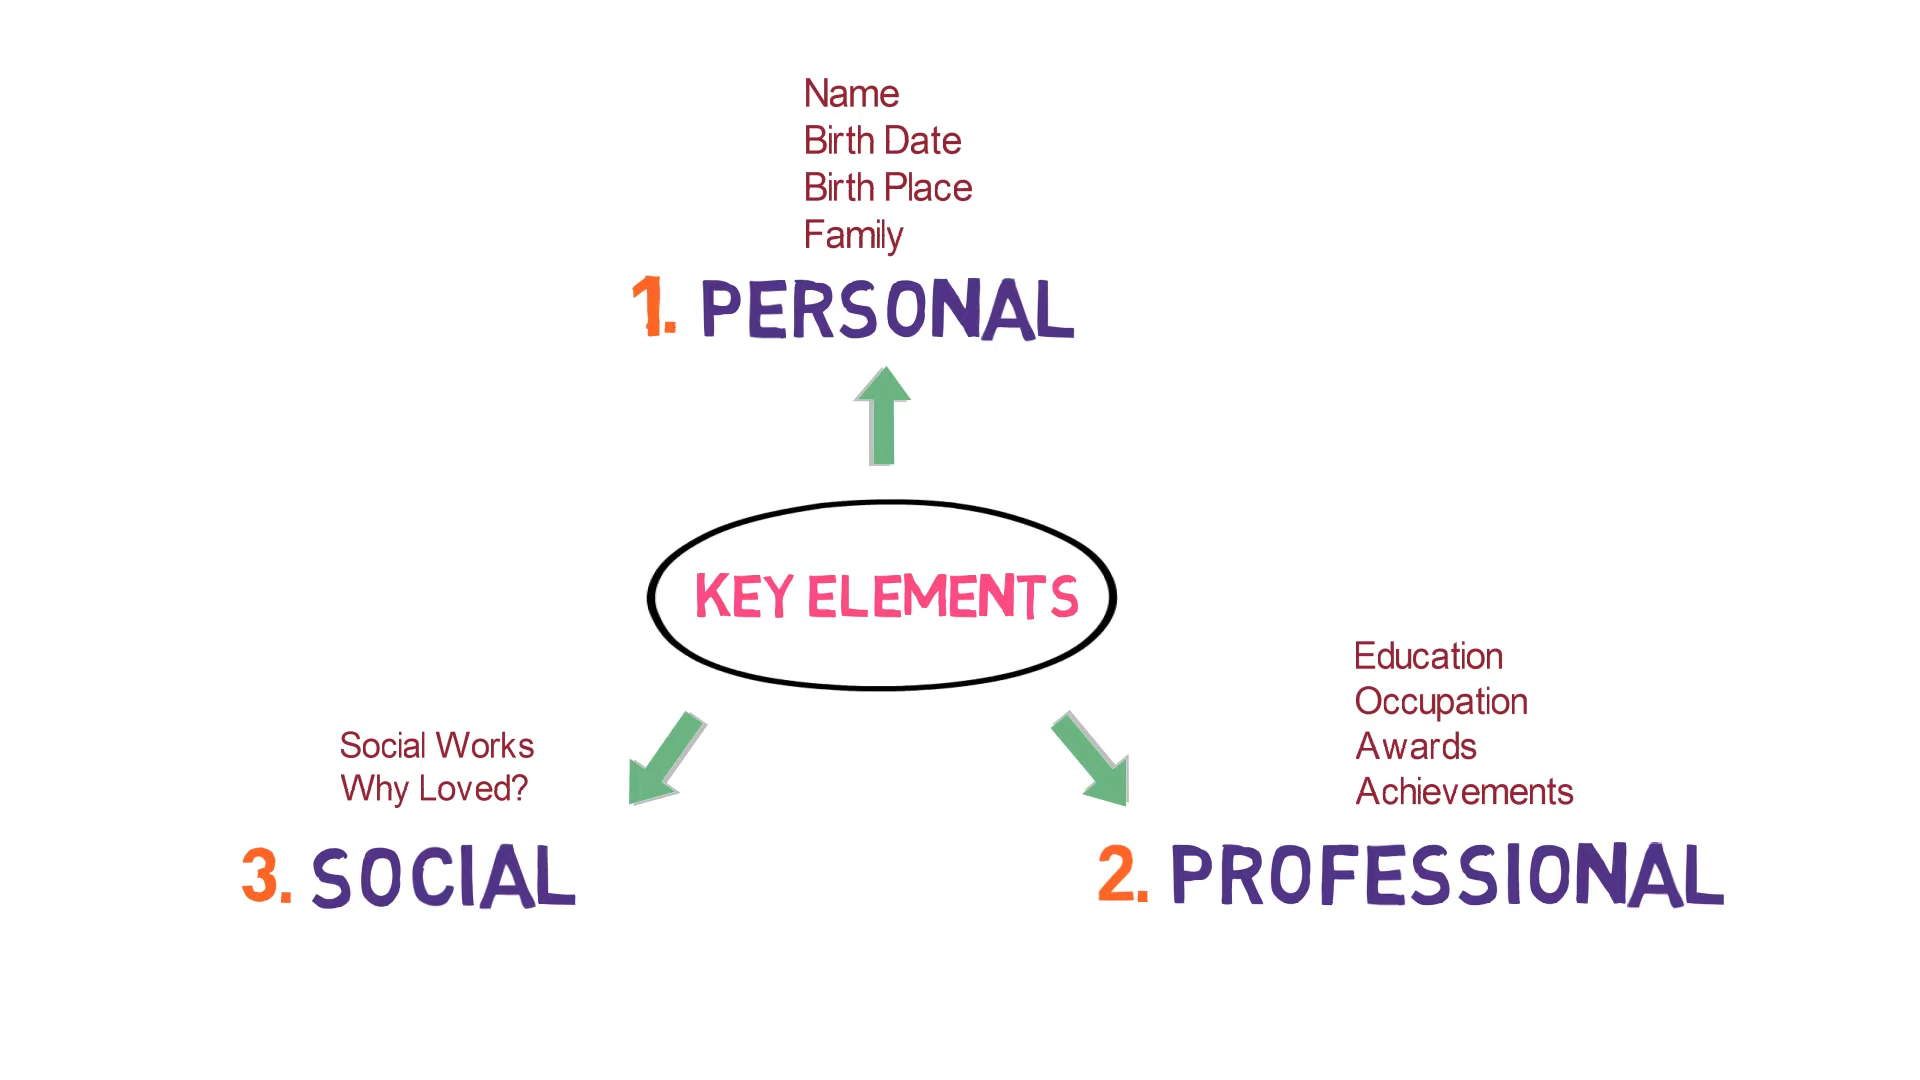 Name
Birth Date
Birth Place
Family
1. PERSONAL
KEY ELEMENTS
Social Works
Why Loved?
3. SOCIAL
Education
Occupation
Awards
Achievements
2. PROFESSIONAL